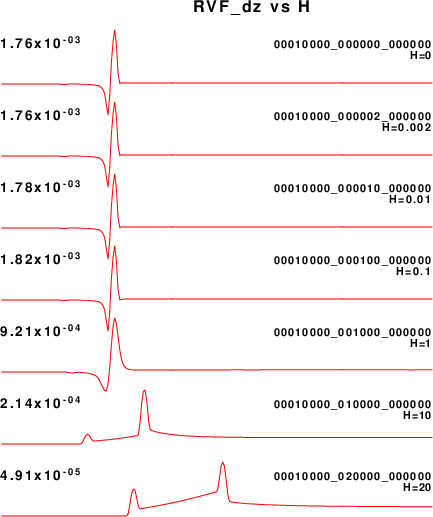 RVF_dz vs H
1.76x10⁻⁰³ 00010000_000000_000000
H=0
1.76x10⁻⁰³ 00010000_000002_000000
H=0.002
1.78x10⁻⁰³ 00010000_000010_000000
H=0.01
1.82x10⁻⁰³ 00010000_000100_000000
H=0.1
9.21x10⁻⁰⁴ 00010000_001000_000000
H=1
2.14x10⁻⁰⁴ 00010000_010000_000000
H=10
4.91x10⁻⁰⁵ 00010000_020000_000000
H=20